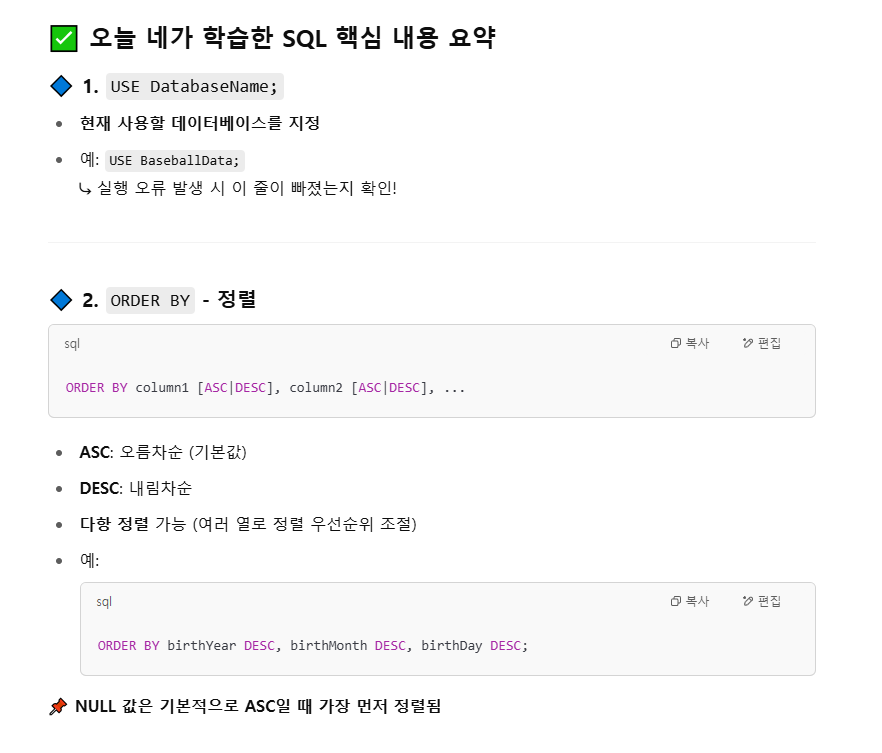 ✅ 오늘 네가 학습한 SQL 핵심 내용 요약
🔷 1. USE DatabaseName;
• 현재 사용할 데이터베이스를 지정
• 예: USE BaseballData;
↳ 실행 오류 발생 시 이 줄이 빠졌는지 확인!
🔷 2. ORDER BY - 정렬
sql 복사 편집
ORDER BY column1 [ASC|DESC], column2 [ASC|DESC], ...
• ASC: 오름차순 (기본값)
• DESC: 내림차순
• 다항 정렬 가능 (여러 열로 정렬 우선순위 조절)
• 예:
sql 복사 편집
ORDER BY birthYear DESC, birthMonth DESC, birthDay DESC;
📌 NULL 값은 기본적으로 ASC일 때 가장 먼저 정렬됨